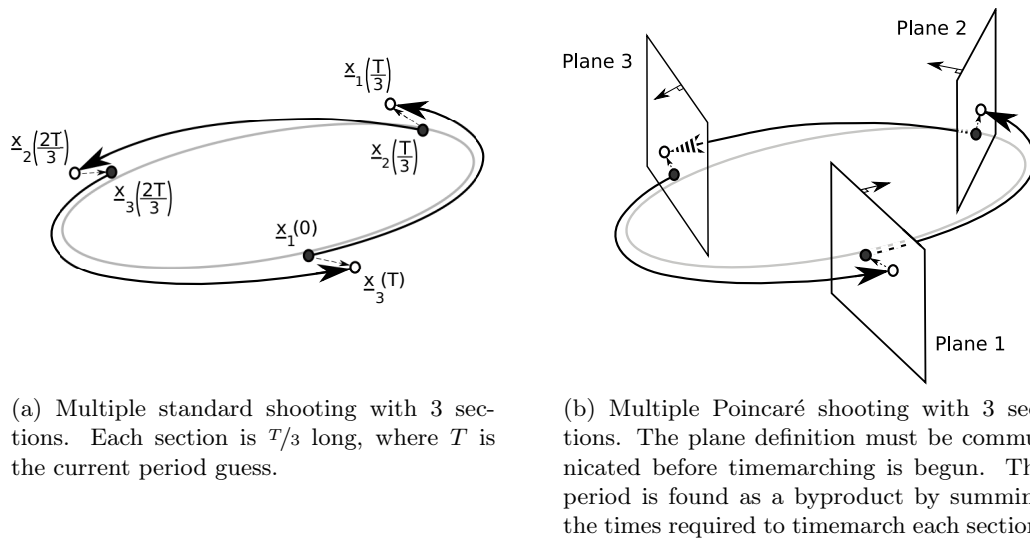 x1(T/3)
x2(2T/3)
x2(T/3)
x3(2T/3)
x1(0)
x3(T)
(a) Multiple standard shooting with 3 sec-
tions. Each section is T/3 long, where T is
the current period guess.
Plane 2
Plane 3
Plane 1
(b) Multiple Poincaré shooting with 3 sec
tions. The plane definition must be commu
nicated before timemarching is begun. Th
period is found as a byproduct by summin
the times required to timemarch each section